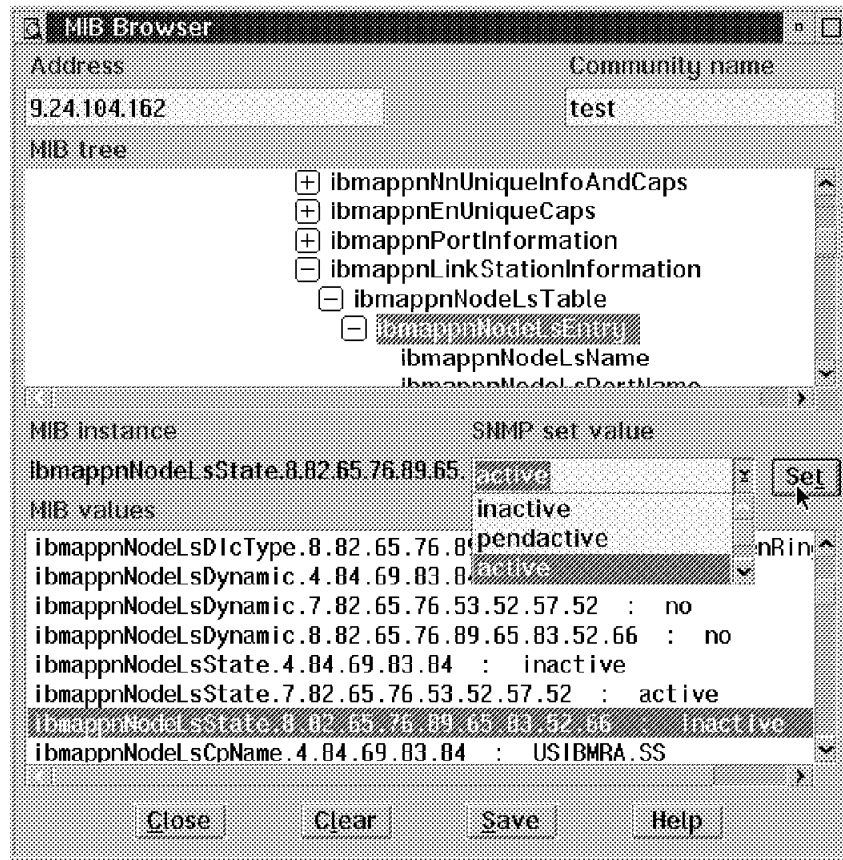 MIB Browser
Address
Community name
9.24.104.162
test
MIB tree
ibmappnNnUniqueInfoAndCaps
ibmappnEnUniqueCaps
ibmappnPortInformation
ibmappnLinkStationInformation
ibmappnNodeLsTable
ibmappnNodeLsEntry
ibmappnNodeLsName
ibmappnNodeLsPortName
MIB instance
SNMP set value
ibmappnNodeLsState.8.82.65.76.89.65.
active
Set
MIB values
inactive
pendactive
active
ibmappnNodeLsDlcType.8.82.65.76.8
enRin
ibmappnNodeLsDynamic.4.84.69.83.8
ibmappnNodeLsDynamic.7.82.65.76.53.52.57.52 : no
ibmappnNodeLsDynamic.8.82.65.76.89.65.83.52.66 : no
ibmappnNodeLsState.4.84.69.83.84 : inactive
ibmappnNodeLsState.7.82.65.76.53.52.57.52 : active
ibmappnNodeLsState.8.82.65.76.89.65.83.52.66 : inactive
ibmappnNodeLsCpName.4.84.69.83.84 : USIBMRA.SS
Close
Clear
Save
Help